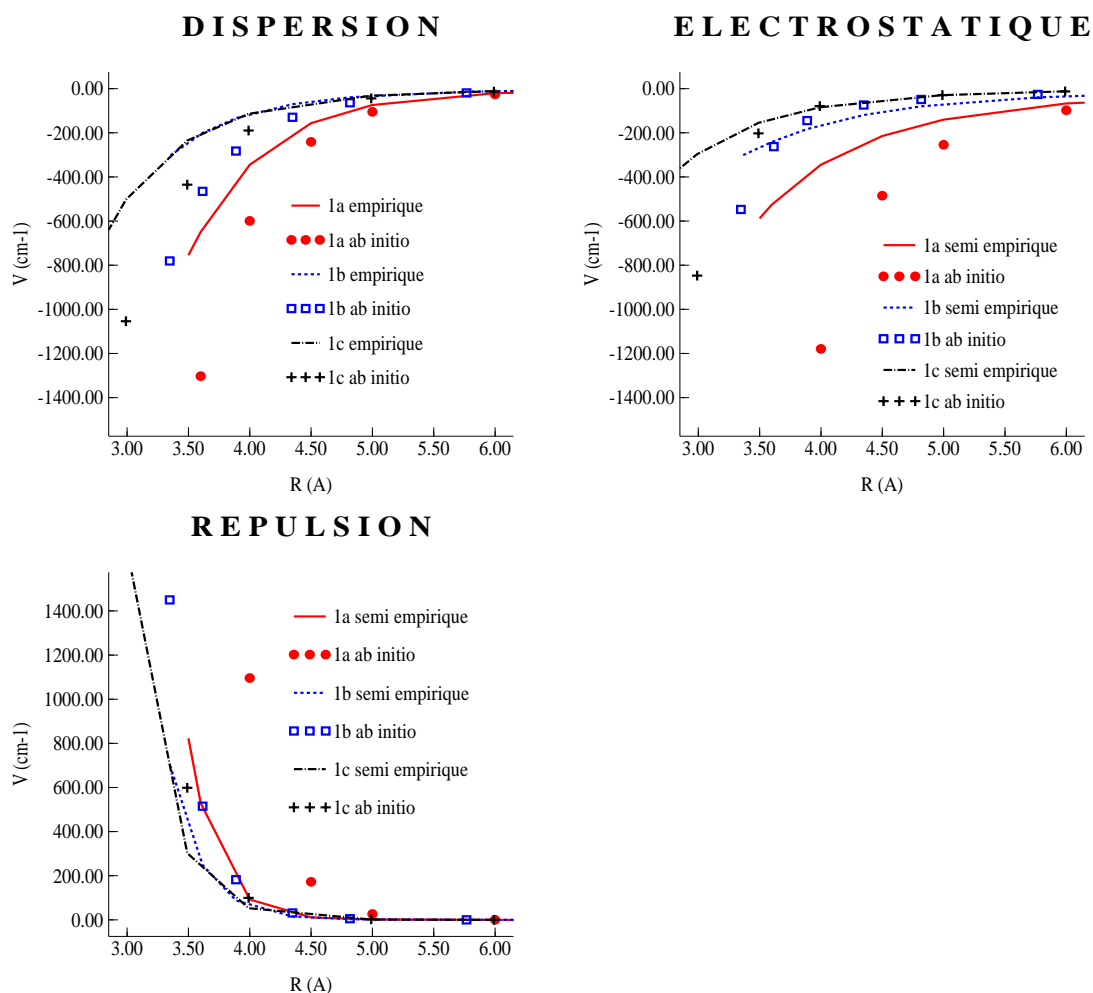 DISPERSION
0.00
-200.00
-400.00
-600.00
-800.00
-1000.00
-1200.00
-1400.00
V (cm-1)
1a empirique
1a ab initio
1b empirique
1b ab initio
1c empirique
1c ab initio
3.00 3.50 4.00 4.50 5.00 5.50 6.00
R (A)
ELECTROSTATIQUE
0.00
-200.00
-400.00
-600.00
-800.00
-1000.00
-1200.00
-1400.00
V (cm-1)
1a semi empirique
1a ab initio
1b semi empirique
1b ab initio
1c semi empirique
1c ab initio
3.00 3.50 4.00 4.50 5.00 5.50 6.00
R (A)
REPULSION
1400.00
1200.00
1000.00
800.00
600.00
400.00
200.00
0.00
V (cm-1)
1a semi empirique
1a ab initio
1b semi empirique
1b ab initio
1c semi empirique
1c ab initio
3.00 3.50 4.00 4.50 5.00 5.50 6.00
R (A)